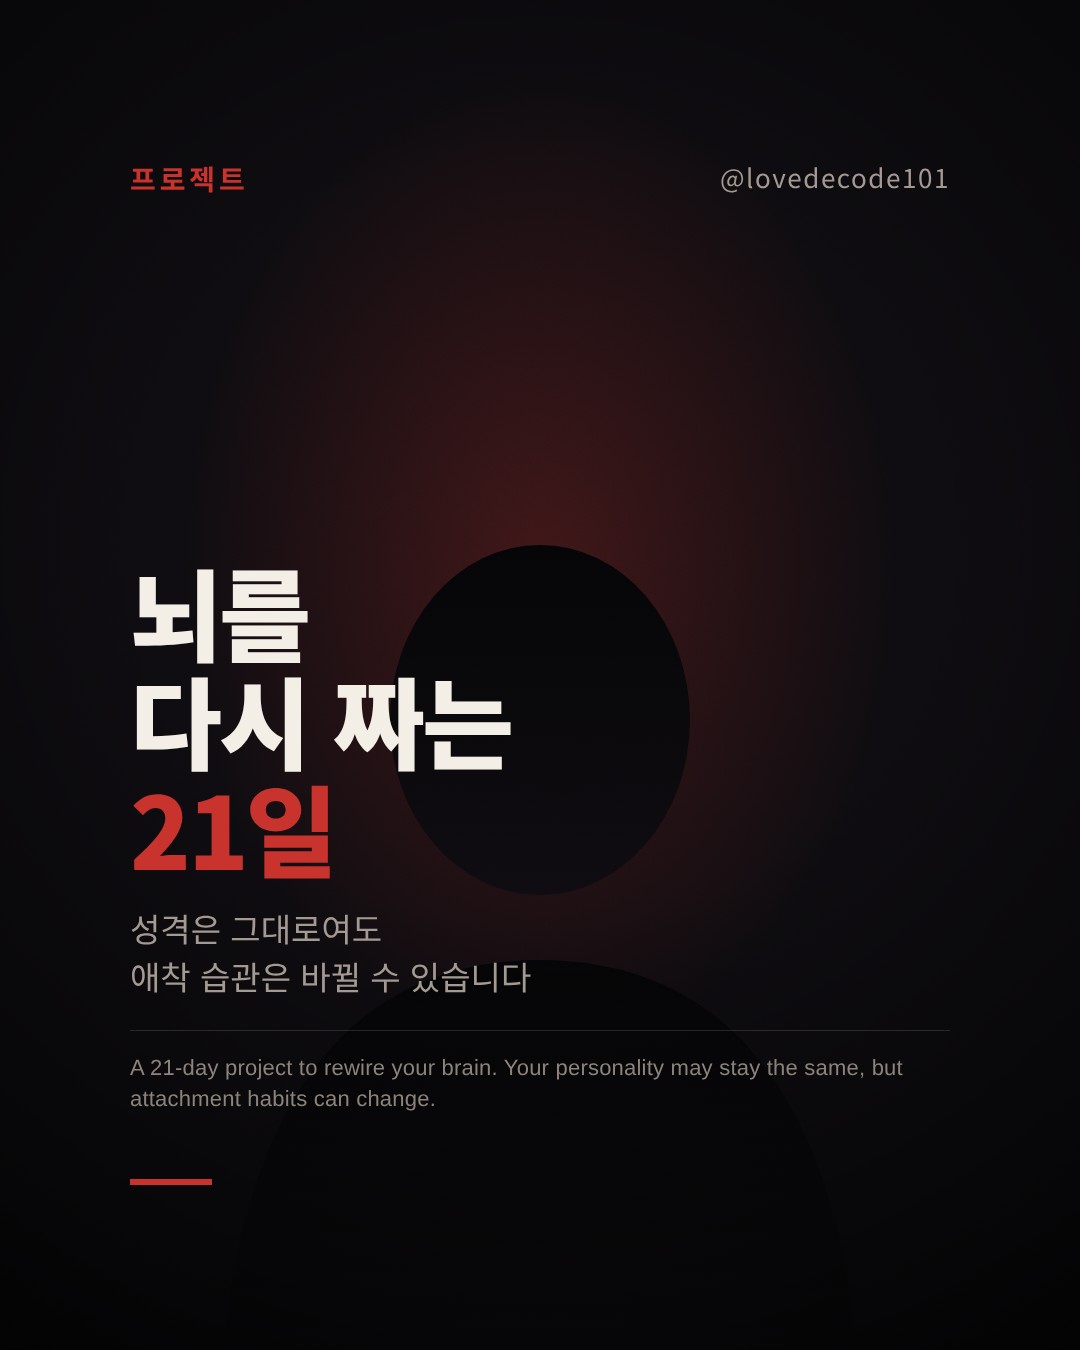 프로젝트
@lovedecode101
뇌를
다시 짜는
21일
성격은 그대로여도
애착 습관은 바뀔 수 있습니다
A 21-day project to rewire your brain. Your personality may stay the same, but
attachment habits can change.